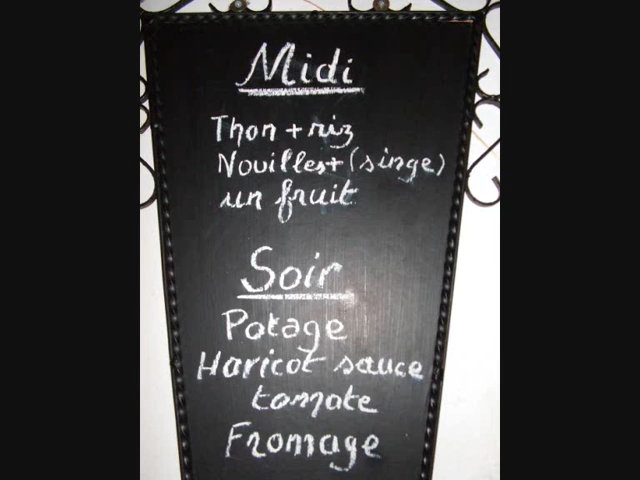 Midi
Thon + riz
Nouilles+ (singe)
un fruit
Soir
Potage
Haricot sauce
tomate
Fromage